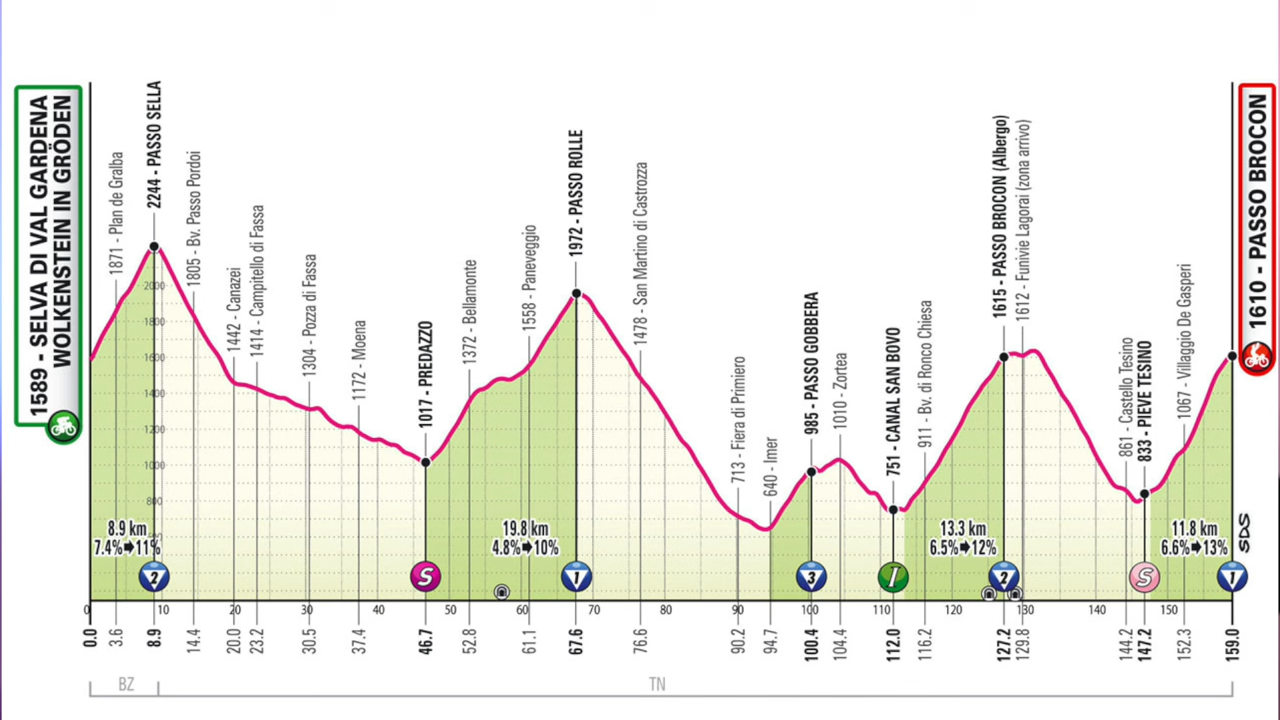 1589 - SELVA DI VAL GARDENA
WOLKENSTEIN IN GRÖDEN
1871 - Plan de Gralba
2244 - PASSO SELLA
1805 - Bv. Passo Pordoi
1442 - Canazei
1414 - Campitello di Fassa
1304 - Pozza di Fassa
1172 - Moena
1017 - PREDAZZO
1372 - Bellamonte
1558 - Paneveggio
1972 - PASSO ROLLE
1478 - San Martino di Castrozza
713 - Fiera di Primiero
640 - Imer
985 - PASSO GOBBERA
1010 - Zortea
751 - CANAL SAN BOVO
911 - Bv. di Ronco Chiesa
1615 - PASSO BROCON (Albergo)
1612 - Funivie Lagorai (zona arrivo)
861 - Castello Tesino
833 - PIEVE TESINO
1067 - Villaggio De Gasperi
1610 - PASSO BROCON
2000
1800
1600
1400
1200
1000
800
8.9 km
7.4% 11%
19.8 km
4.8% 10%
13.3 km
6.5% 12%
11.8 km
6.6% 13%
SDS
2 S 1 3 I 2 S 1
0 10 20 30 40 50 60 70 80 90 100 110 120 130 140 150
0.0 3.6 8.9 14.4 20.0 23.2 30.5 37.4 46.7 52.8 61.1 67.6 76.6 90.2 94.7 100.4 104.4 112.0 116.2 127.2 129.8 144.2 147.2 152.3 159.0
BZ TN